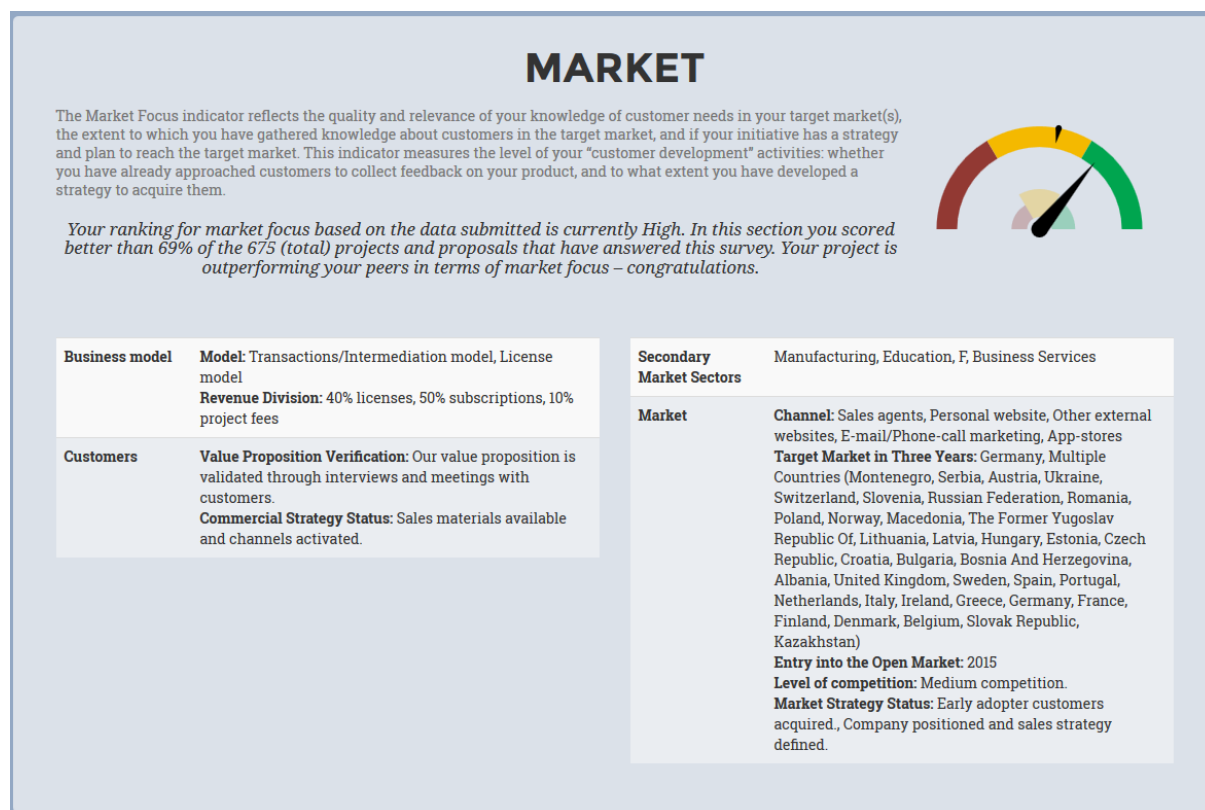 MARKET
The Market Focus indicator reflects the quality and relevance of your knowledge of customer needs in your target market(s),
the extent to which you have gathered knowledge about customers in the target market, and if your initiative has a strategy
and plan to reach the target market. This indicator measures the level of your “customer development” activities: whether
you have already approached customers to collect feedback on your product, and to what extent you have developed a
strategy to acquire them.
Your ranking for market focus based on the data submitted is currently High. In this section you scored
better than 69% of the 675 (total) projects and proposals that have answered this survey. Your project is
outperforming your peers in terms of market focus – congratulations.
Business model
Model: Transactions/Intermediation model, License
model
Revenue Division: 40% licenses, 50% subscriptions, 10%
project fees
Customers
Value Proposition Verification: Our value proposition is
validated through interviews and meetings with
customers.
Commercial Strategy Status: Sales materials available
and channels activated.
Secondary
Market Sectors
Manufacturing, Education, F, Business Services
Market
Channel: Sales agents, Personal website, Other external
websites, E-mail/Phone-call marketing, App-stores
Target Market in Three Years: Germany, Multiple
Countries (Montenegro, Serbia, Austria, Ukraine,
Switzerland, Slovenia, Russian Federation, Romania,
Poland, Norway, Macedonia, The Former Yugoslav
Republic Of, Lithuania, Latvia, Hungary, Estonia, Czech
Republic, Croatia, Bulgaria, Bosnia And Herzegovina,
Albania, United Kingdom, Sweden, Spain, Portugal,
Netherlands, Italy, Ireland, Greece, Germany, France,
Finland, Denmark, Belgium, Slovak Republic,
Kazakhstan)
Entry into the Open Market: 2015
Level of competition: Medium competition.
Market Strategy Status: Early adopter customers
acquired., Company positioned and sales strategy
defined.